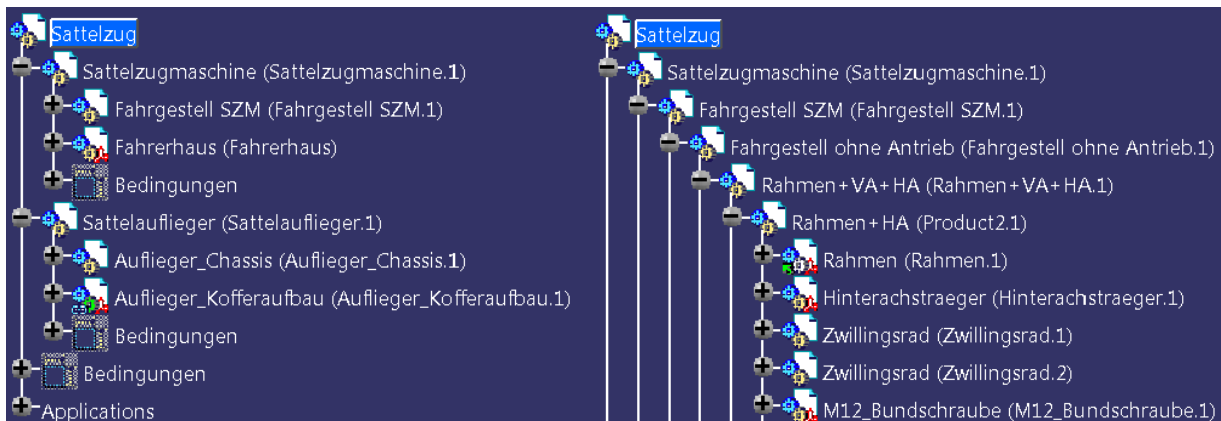 Sattelzug
Sattelzugmaschine (Sattelzugmaschine.1)
Fahrgestell SZM (Fahrgestell SZM.1)
Fahrerhaus (Fahrerhaus)
Bedingungen
Sattelauflieger (Sattelauflieger.1)
Auflieger_Chassis (Auflieger_Chassis.1)
Auflieger_Kofferaufbau (Auflieger_Kofferaufbau.1)
Bedingungen
Bedingungen
Applications
Sattelzug
Sattelzugmaschine (Sattelzugmaschine.1)
Fahrgestell SZM (Fahrgestell SZM.1)
Fahrgestell ohne Antrieb (Fahrgestell ohne Antrieb.1)
Rahmen+VA+HA (Rahmen+VA+HA.1)
Rahmen+HA (Product2.1)
Rahmen (Rahmen.1)
Hinterachstraeger (Hinterachstraeger.1)
Zwillingsrad (Zwillingsrad.1)
Zwillingsrad (Zwillingsrad.2)
M12_Bundschraube (M12_Bundschraube.1)